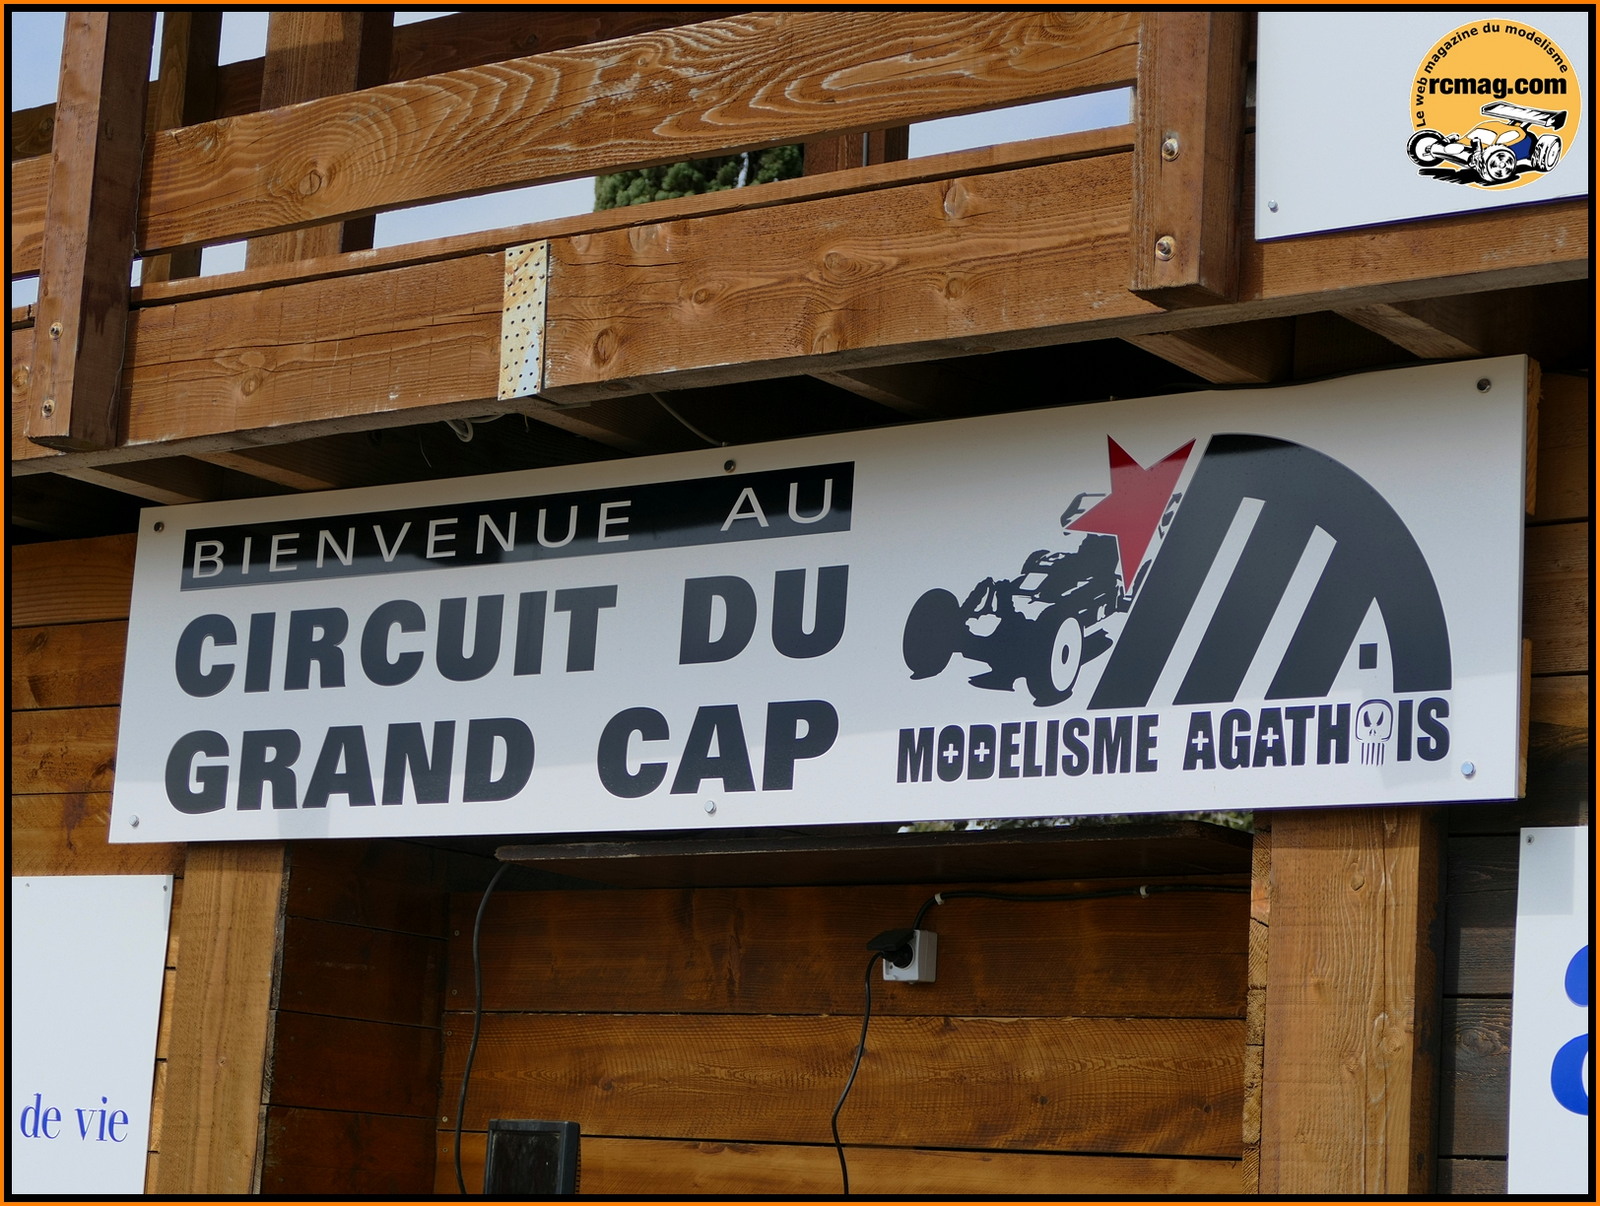 Le web magazine du modelisme
rcmag.com
BIENVENUE AU
CIRCUIT DU
GRAND CAP
MODELISME AGATHOIS
de vie